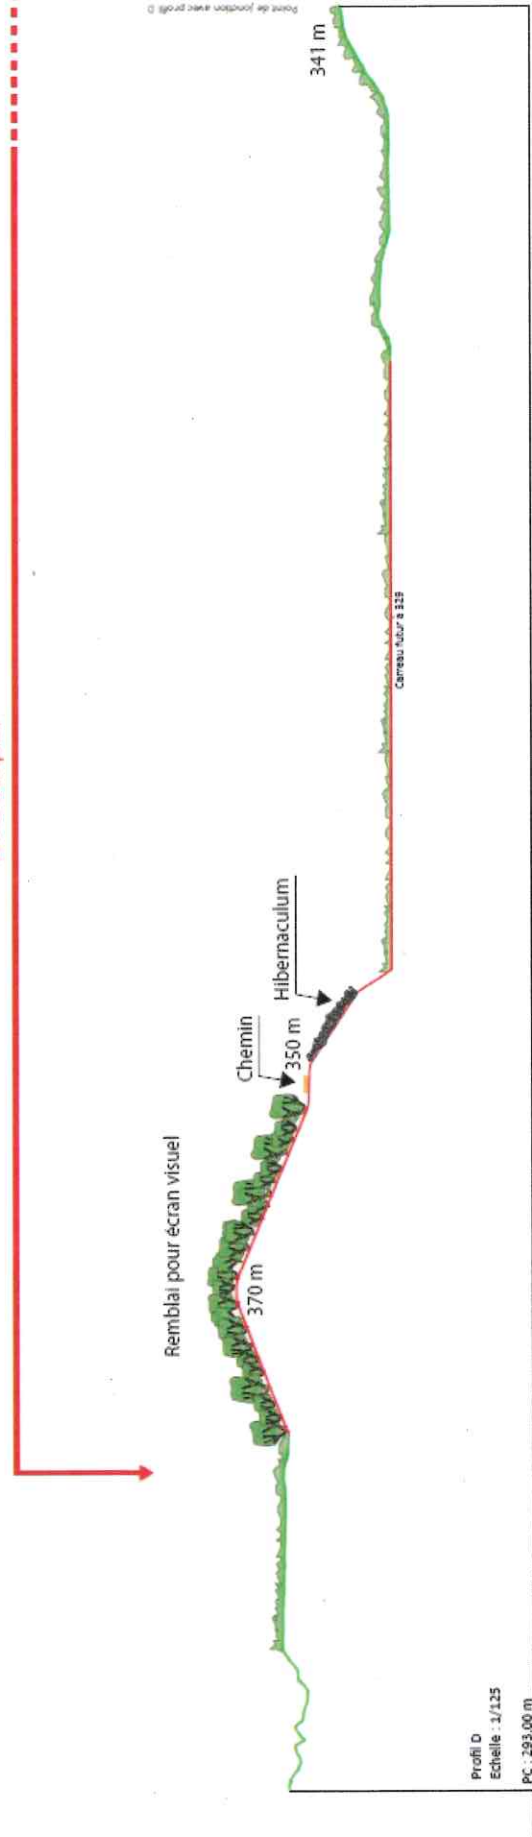 Point de jonction avec profil D
341 m
Remblai pour écran visuel
Chemin
Hibernaculum
350 m
370 m
Carreau futur à 329
Profil D
Echelle : 1/125
PC : 293.00 m